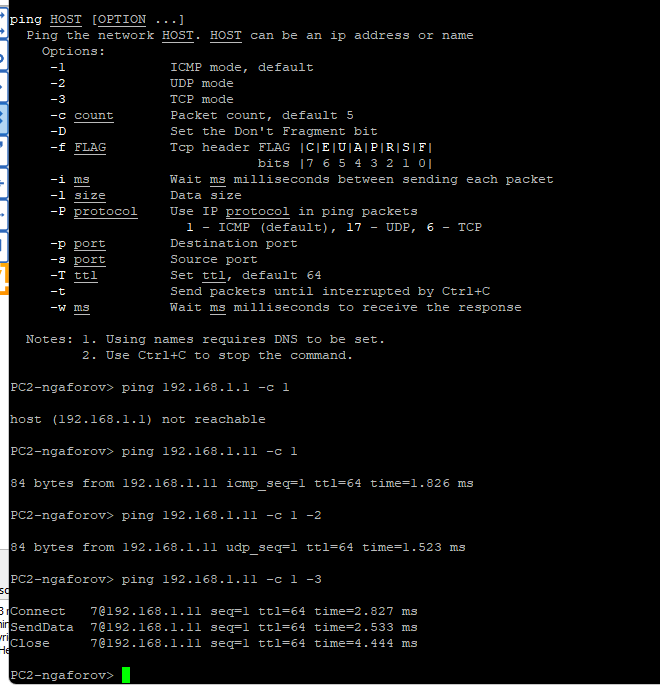 ping HOST [OPTION ...]
Ping the network HOST. HOST can be an ip address or name
Options:
-1 ICMP mode, default
-2 UDP mode
-3 TCP mode
-c count Packet count, default 5
-D Set the Don't Fragment bit
-f FLAG Tcp header FLAG |C|E|U|A|P|R|S|F|
bits |7 6 5 4 3 2 1 0|
-i ms Wait ms milliseconds between sending each packet
-l size Data size
-P protocol Use IP protocol in ping packets
1 - ICMP (default), 17 - UDP, 6 - TCP
-p port Destination port
-s port Source port
-T ttl Set ttl, default 64
-t Send packets until interrupted by Ctrl+C
-w ms Wait ms milliseconds to receive the response
Notes: 1. Using names requires DNS to be set.
2. Use Ctrl+C to stop the command.
PC2-ngaforov> ping 192.168.1.1 -c 1
host (192.168.1.1) not reachable
PC2-ngaforov> ping 192.168.1.11 -c 1
84 bytes from 192.168.1.11 icmp_seq=1 ttl=64 time=1.826 ms
PC2-ngaforov> ping 192.168.1.11 -c 1 -2
84 bytes from 192.168.1.11 udp_seq=1 ttl=64 time=1.523 ms
PC2-ngaforov> ping 192.168.1.11 -c 1 -3
Connect 7@192.168.1.11 seq=1 ttl=64 time=2.827 ms
SendData 7@192.168.1.11 seq=1 ttl=64 time=2.533 ms
Close 7@192.168.1.11 seq=1 ttl=64 time=4.444 ms
PC2-ngaforov>